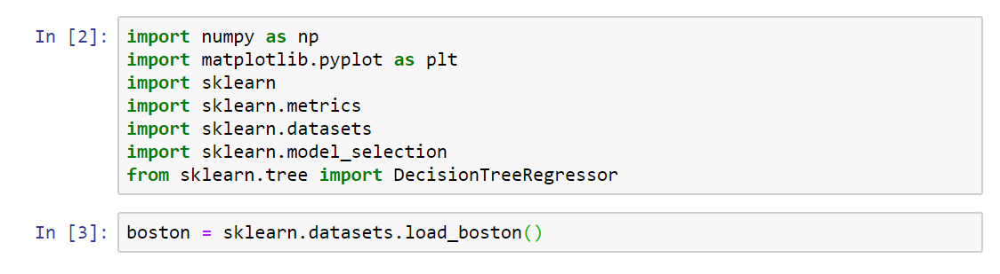 In [2]: import numpy as np
import matplotlib.pyplot as plt
import sklearn
import sklearn.metrics
import sklearn.datasets
import sklearn.model_selection
from sklearn.tree import DecisionTreeRegressor
In [3]: boston = sklearn.datasets.load_boston()